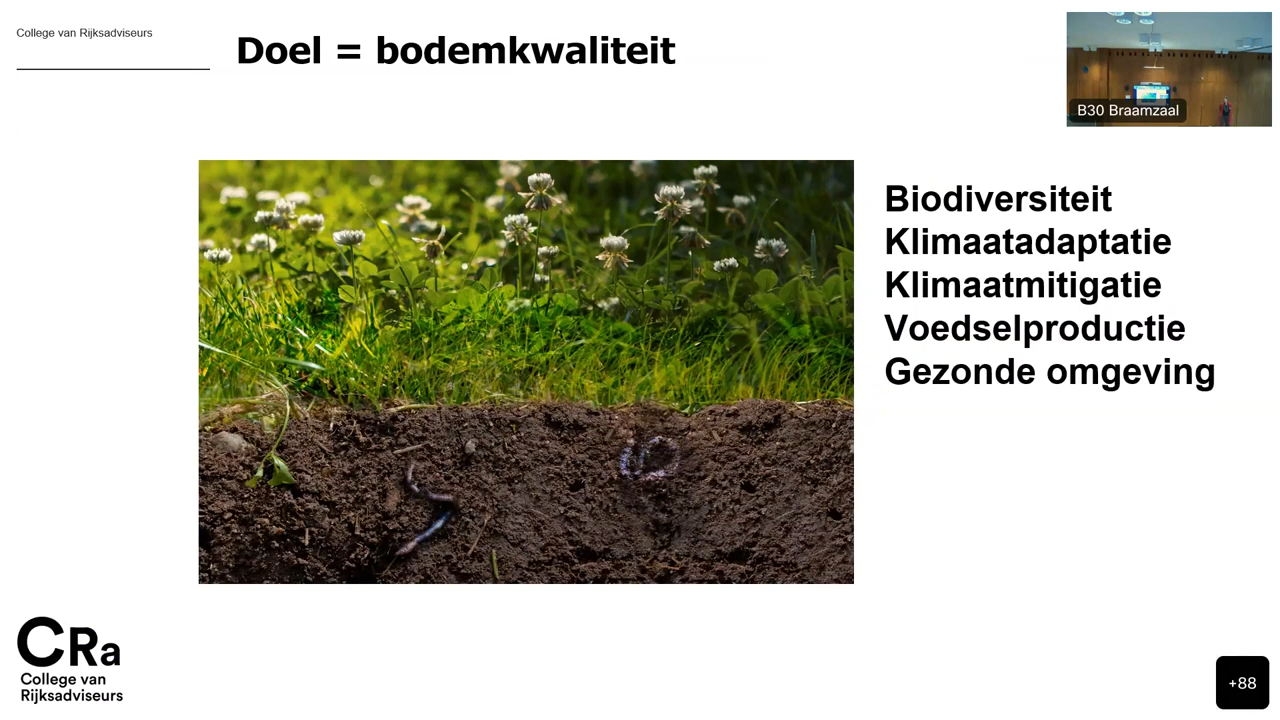 College van Rijksadviseurs
Doel = bodemkwaliteit
B30 Braamzaal
Biodiversiteit
Klimaatadaptatie
Klimaatmitigatie
Voedselproductie
Gezonde omgeving
CRa
College van
Rijksadviseurs
+88